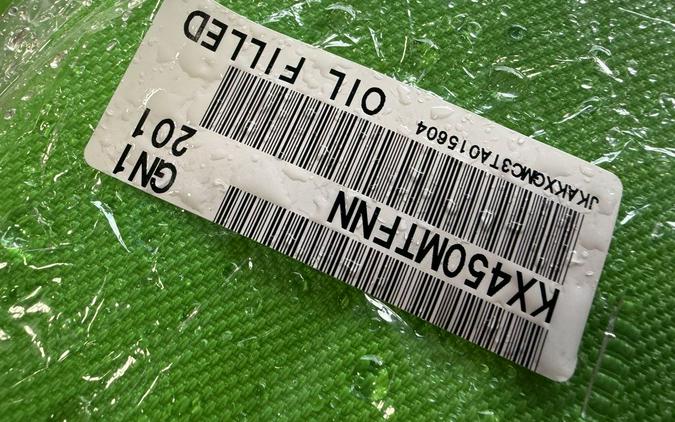 KX450MTFNN GN1
201
JKAKXGMC3TA015604 OIL FILLED